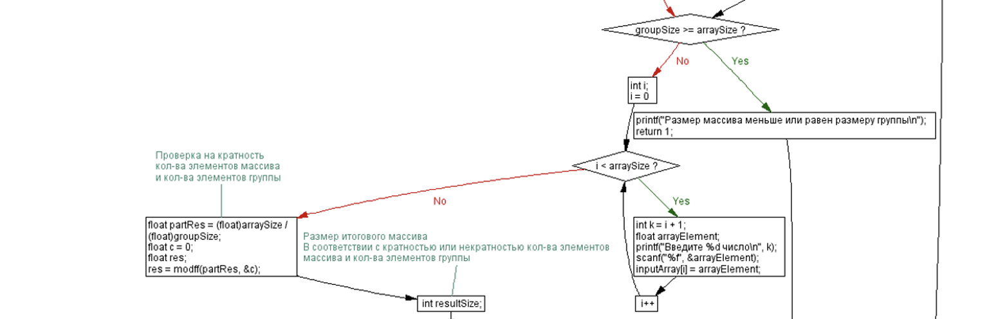 groupSize >= arraySize ?
No
Yes
int i;
i = 0
printf("Размер массива меньше или равен размеру группы\n");
return 1;
Проверка на кратность
кол-ва элементов массива
и кол-ва элементов группы
i < arraySize ?
No
Yes
float partRes = (float)arraySize /
(float)groupSize;
float c = 0;
float res;
res = modff(partRes, &c);
Размер итогового массива
В соответствии с кратностью или некратностью кол-ва элементов
массива и кол-ва элементов группы
int k = i + 1;
float arrayElement;
printf("Введите %d число\n", k);
scanf("%f", &arrayElement);
inputArray[i] = arrayElement;
int resultSize;
i++